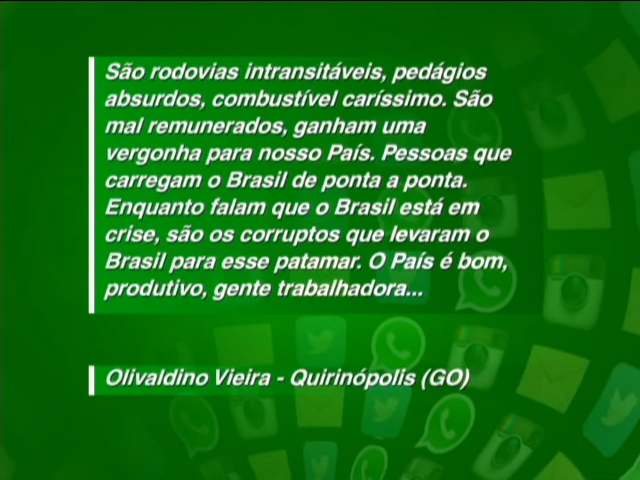 São rodovias intransitáveis, pedágios
absurdos, combustível caríssimo. São
mal remunerados, ganham uma
vergonha para nosso País. Pessoas que
carregam o Brasil de ponta a ponta.
Enquanto falam que o Brasil está em
crise, são os corruptos que levaram o
Brasil para esse patamar. O País é bom,
produtivo, gente trabalhadora...
Olivaldino Vieira - Quirinópolis (GO)